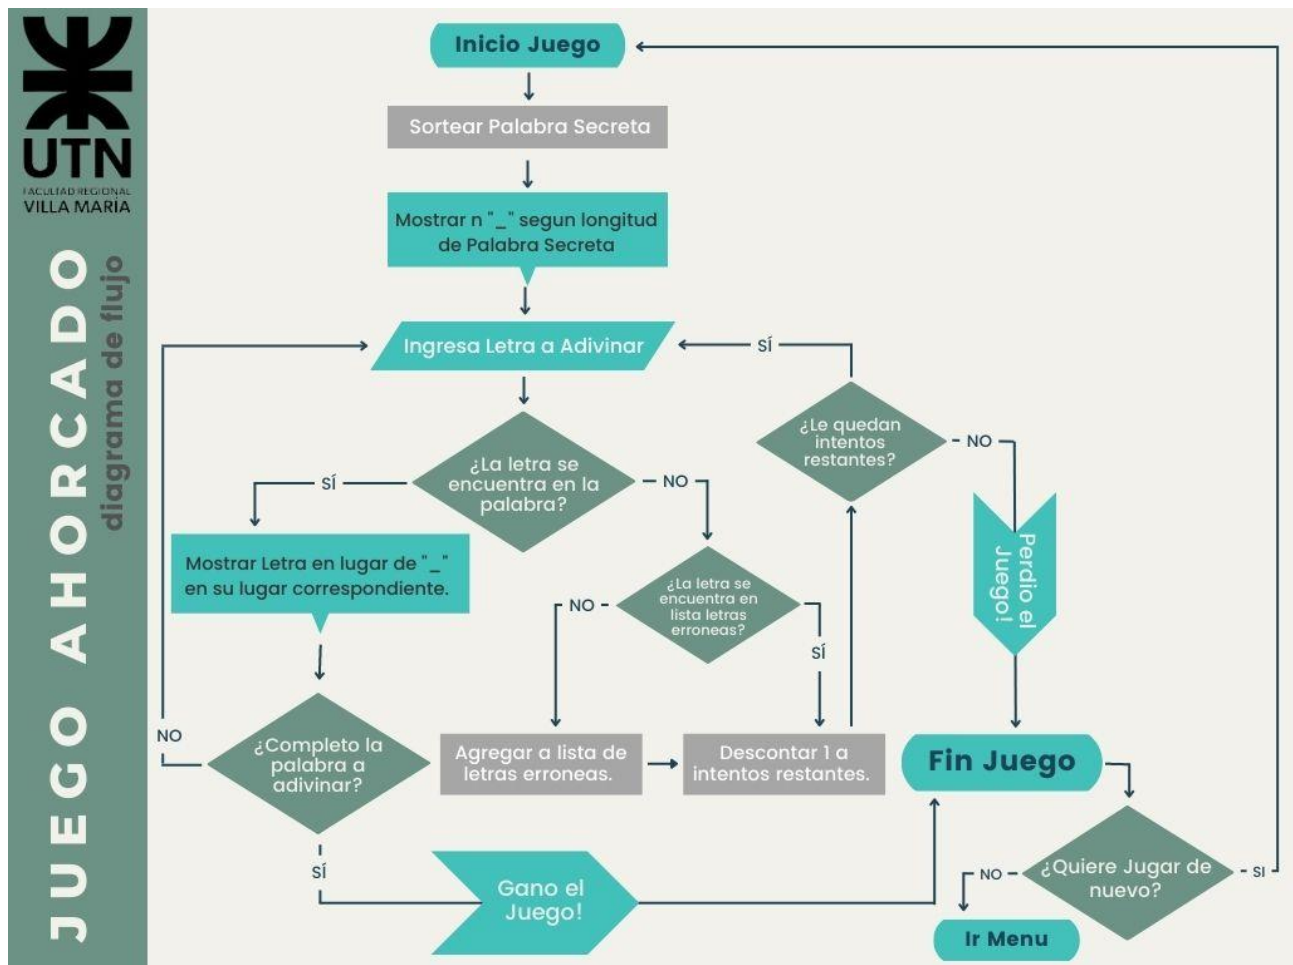 UTN
FACULTAD REGIONAL
VILLA MARÍA
JUEGO AHORCADO
diagrama de flujo
Inicio Juego
Sortear Palabra Secreta
Mostrar n "_" segun longitud
de Palabra Secreta
Ingresa Letra a Adivinar
SÍ
¿Le quedan
intentos
restantes?
NO
¿La letra se
encuentra en la
palabra?
SÍ
NO
Mostrar Letra en lugar de "_"
en su lugar correspondiente.
¿La letra se
encuentra en
lista letras
erroneas?
NO
SÍ
Perdio el
Juego!
NO
¿Completo la
palabra a
adivinar?
Agregar a lista de
letras erroneas.
Descontar 1 a
intentos restantes.
Fin Juego
SÍ
Gano el
Juego!
¿Quiere Jugar de
nuevo?
NO
SI
Ir Menu